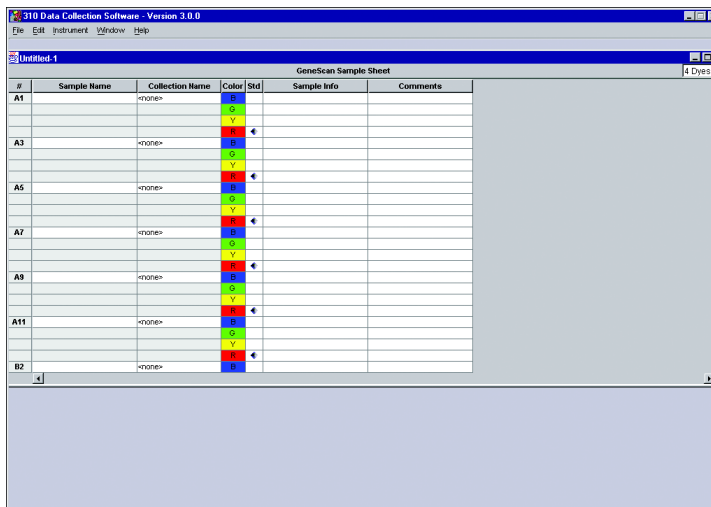 310 Data Collection Software - Version 3.0.0
File Edit Instrument Window Help
Untitled-1
GeneScan Sample Sheet
4 Dyes
# Sample Name Collection Name Color Std Sample Info Comments
A1 <none> B
G
Y
R
A3 <none> B
G
Y
R
A5 <none> B
G
Y
R
A7 <none> B
G
Y
R
A9 <none> B
G
Y
R
A11 <none> B
G
Y
R
B2 <none> B